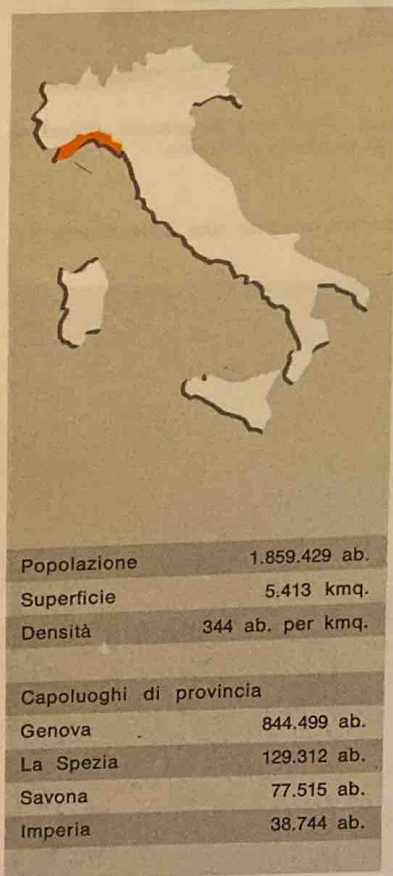 Popolazione 1.859.429 ab.
Superficie 5.413 kmq.
Densità 344 ab. per kmq.
Capoluoghi di provincia
Genova 844.499 ab.
La Spezia 129.312 ab.
Savona 77.515 ab.
Imperia 38.744 ab.